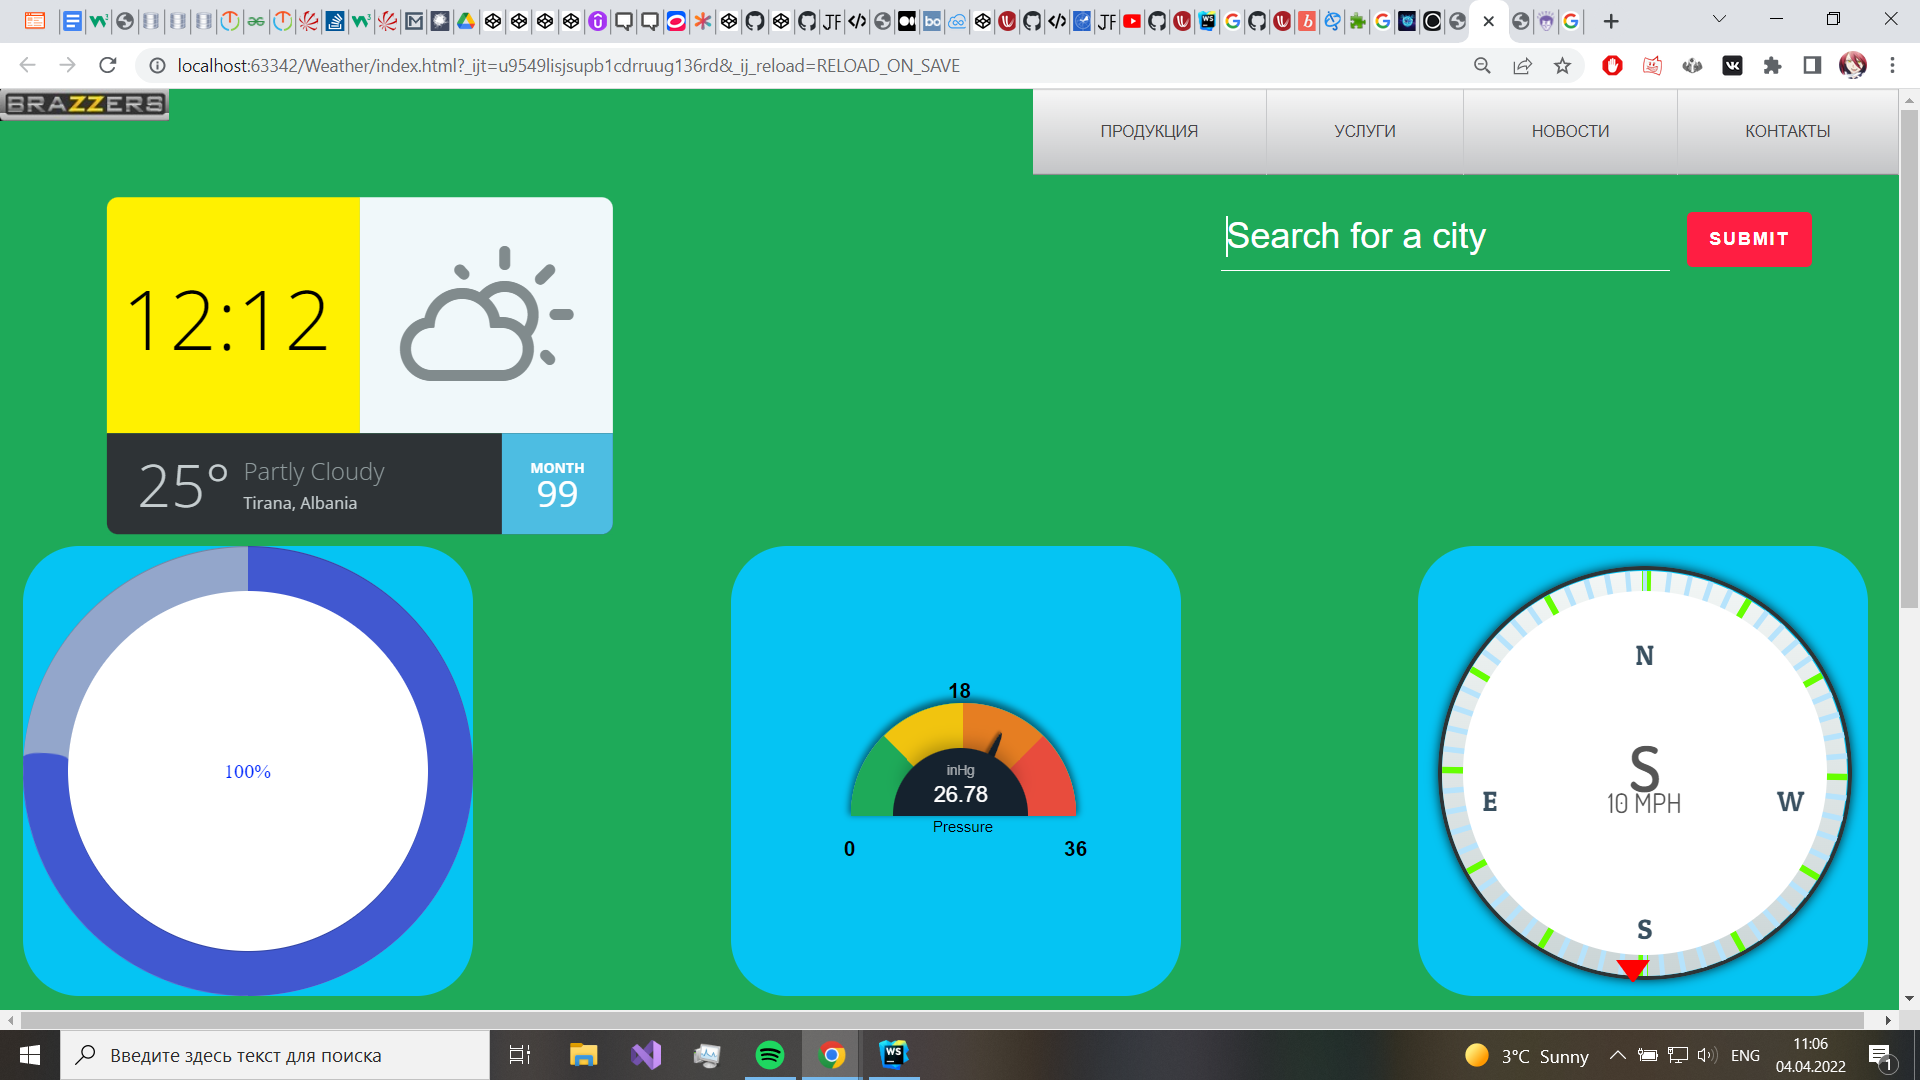 localhost:63342/Weather/index.html?_ijt=u9549lisjsupb1cdrruug136rd&_ij_reload=RELOAD_ON_SAVE
BRAZZERS
ПРОДУКЦИЯ
УСЛУГИ
НОВОСТИ
КОНТАКТЫ
Search for a city
SUBMIT
12:12
25°
Partly Cloudy
Tirana, Albania
MONTH
99
100%
18
inHg
26.78
Pressure
0
36
N
S
10 MPH
E
W
S
Введите здесь текст для поиска
3°C Sunny
ENG
11:06
04.04.2022
1